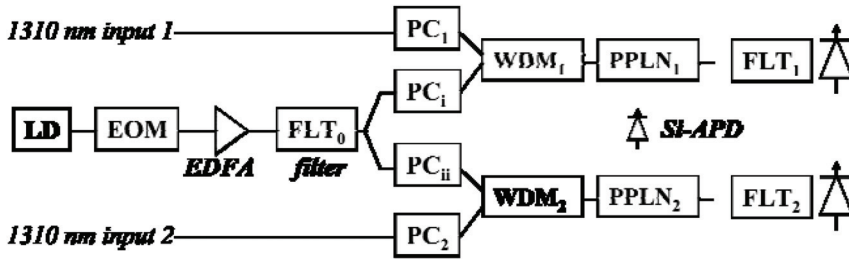 1310 nm input 1
PC1
WDM1
PPLN1
FLT1
PCi
LD
EOM
EDFA
FLT0
filter
Si-APD
PCii
WDM2
PPLN2
FLT2
1310 nm input 2
PC2